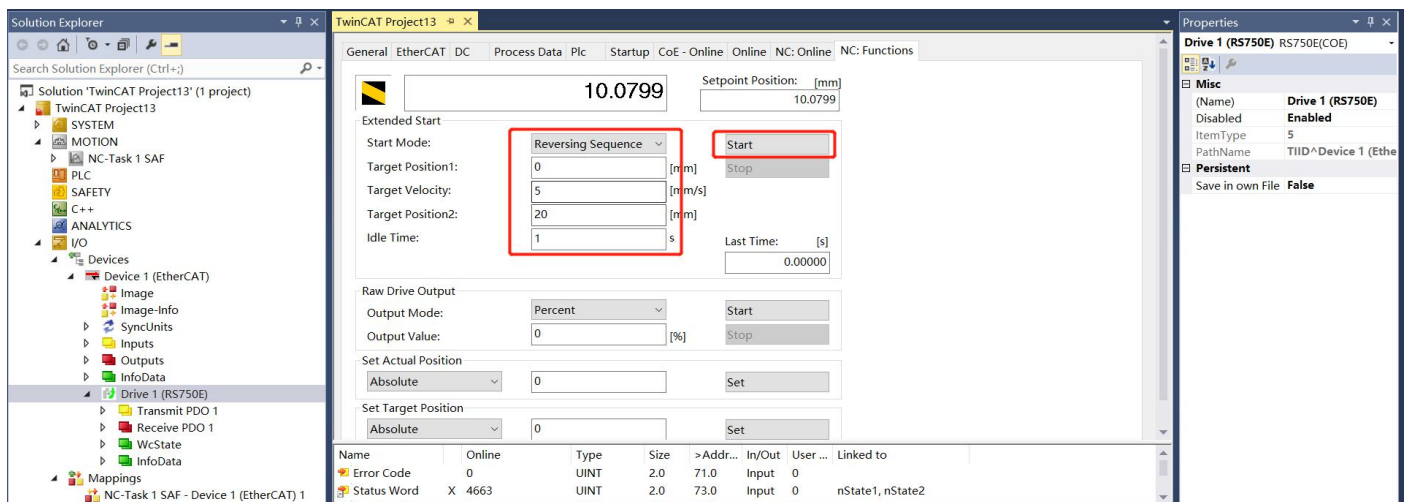 Solution Explorer
Search Solution Explorer (Ctrl+;)
Solution 'TwinCAT Project13' (1 project)
TwinCAT Project13
SYSTEM
MOTION
NC-Task 1 SAF
PLC
SAFETY
C++
ANALYTICS
I/O
Devices
Device 1 (EtherCAT)
Image
Image-Info
SyncUnits
Inputs
Outputs
InfoData
Drive 1 (RS750E)
Transmit PDO 1
Receive PDO 1
WcState
InfoData
Mappings
NC-Task 1 SAF - Device 1 (EtherCAT) 1
TwinCAT Project13
General EtherCAT DC Process Data Plc Startup CoE - Online Online NC: Online NC: Functions
10.0799
Setpoint Position: [mm]
10.0799
Extended Start
Start Mode: Reversing Sequence Start
Target Position1: 0 [mm] Stop
Target Velocity: 5 [mm/s]
Target Position2: 20 [mm]
Idle Time: 1 s Last Time: [s]
0.00000
Raw Drive Output
Output Mode: Percent Start
Output Value: 0 [%] Stop
Set Actual Position
Absolute 0 Set
Set Target Position
Absolute 0 Set
Name Online Type Size >Addr... In/Out User ... Linked to
Error Code 0 UINT 2.0 71.0 Input 0
Status Word X 4663 UINT 2.0 73.0 Input 0 nState1, nState2
Properties
Drive 1 (RS750E) RS750E(COE)
Misc
(Name) Drive 1 (RS750E)
Disabled Enabled
ItemType 5
PathName TIID^Device 1 (Ethe
Persistent
Save in own File False